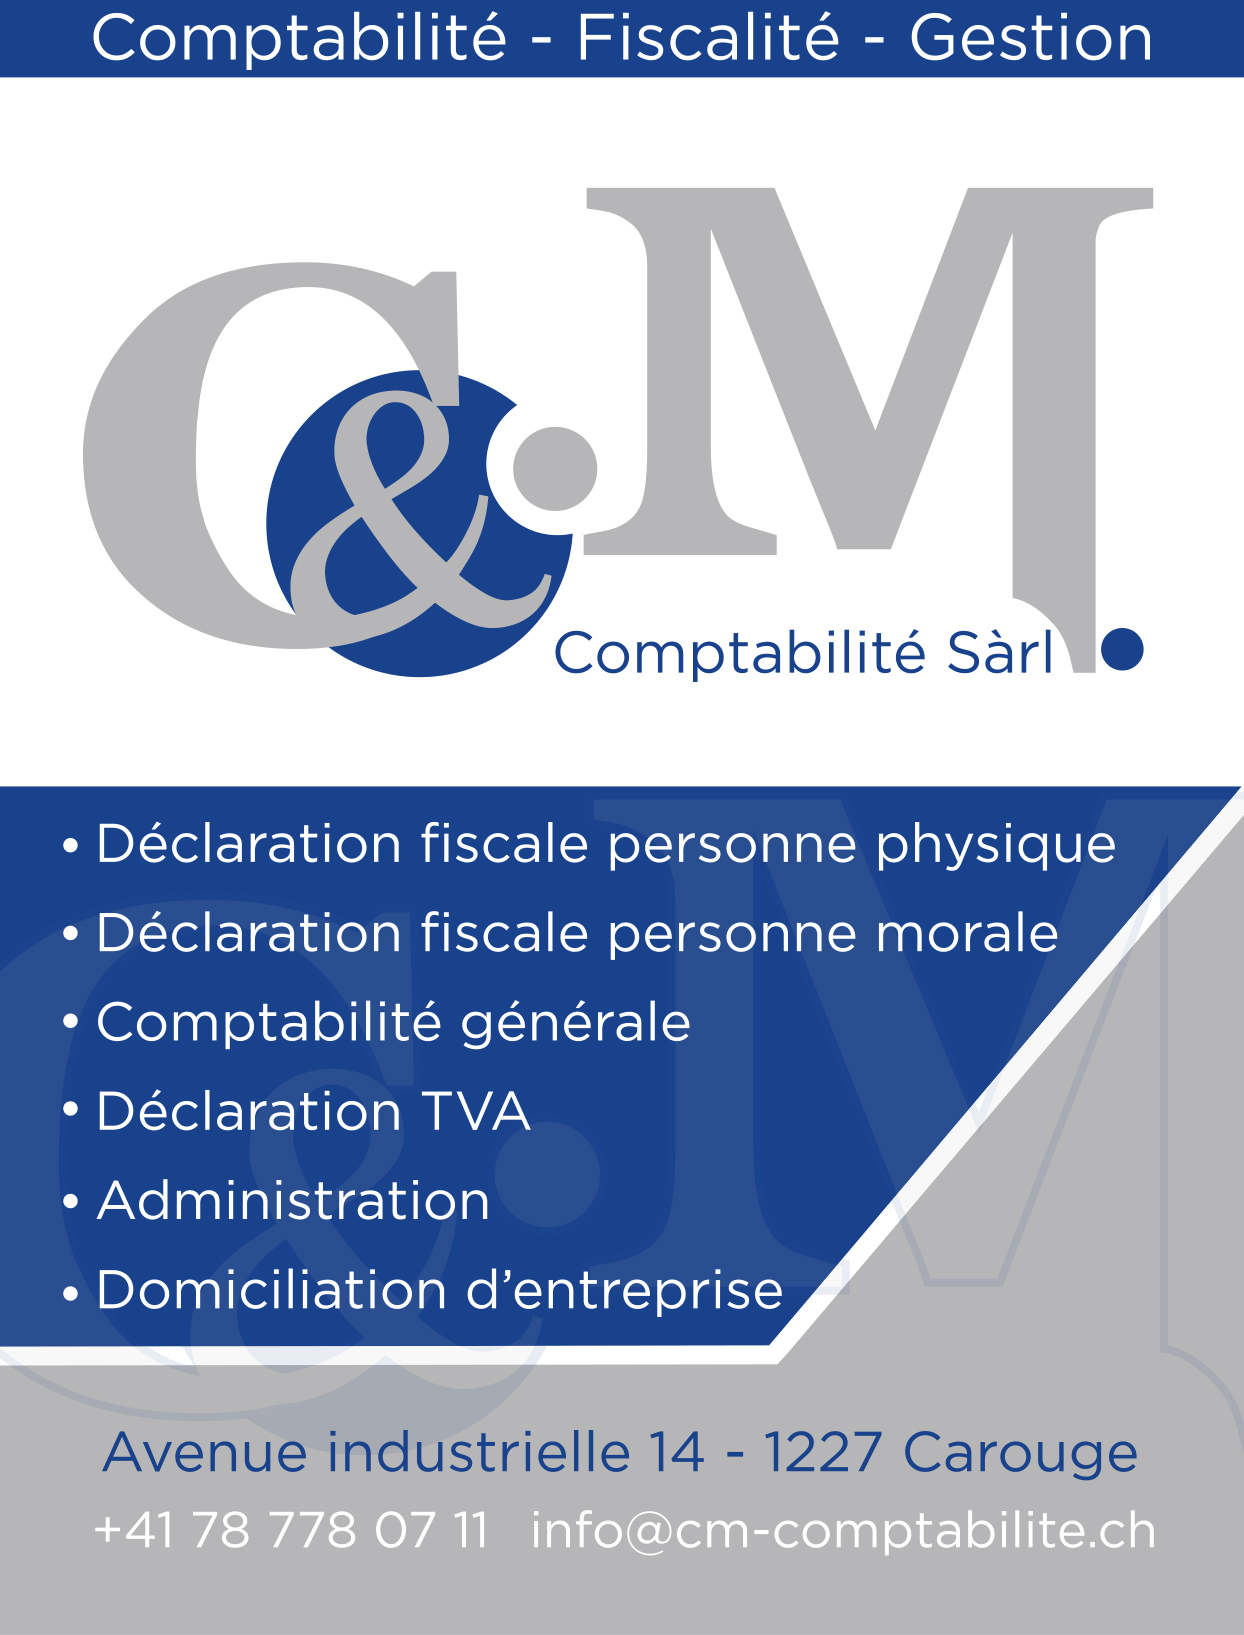 Comptabilité - Fiscalité - Gestion
C&M
Comptabilité Sàrl
• Déclaration fiscale personne physique
• Déclaration fiscale personne morale
• Comptabilité générale
• Déclaration TVA
• Administration
• Domiciliation d’entreprise
Avenue industrielle 14 - 1227 Carouge
+41 78 778 07 11 info@cm-comptabilite.ch